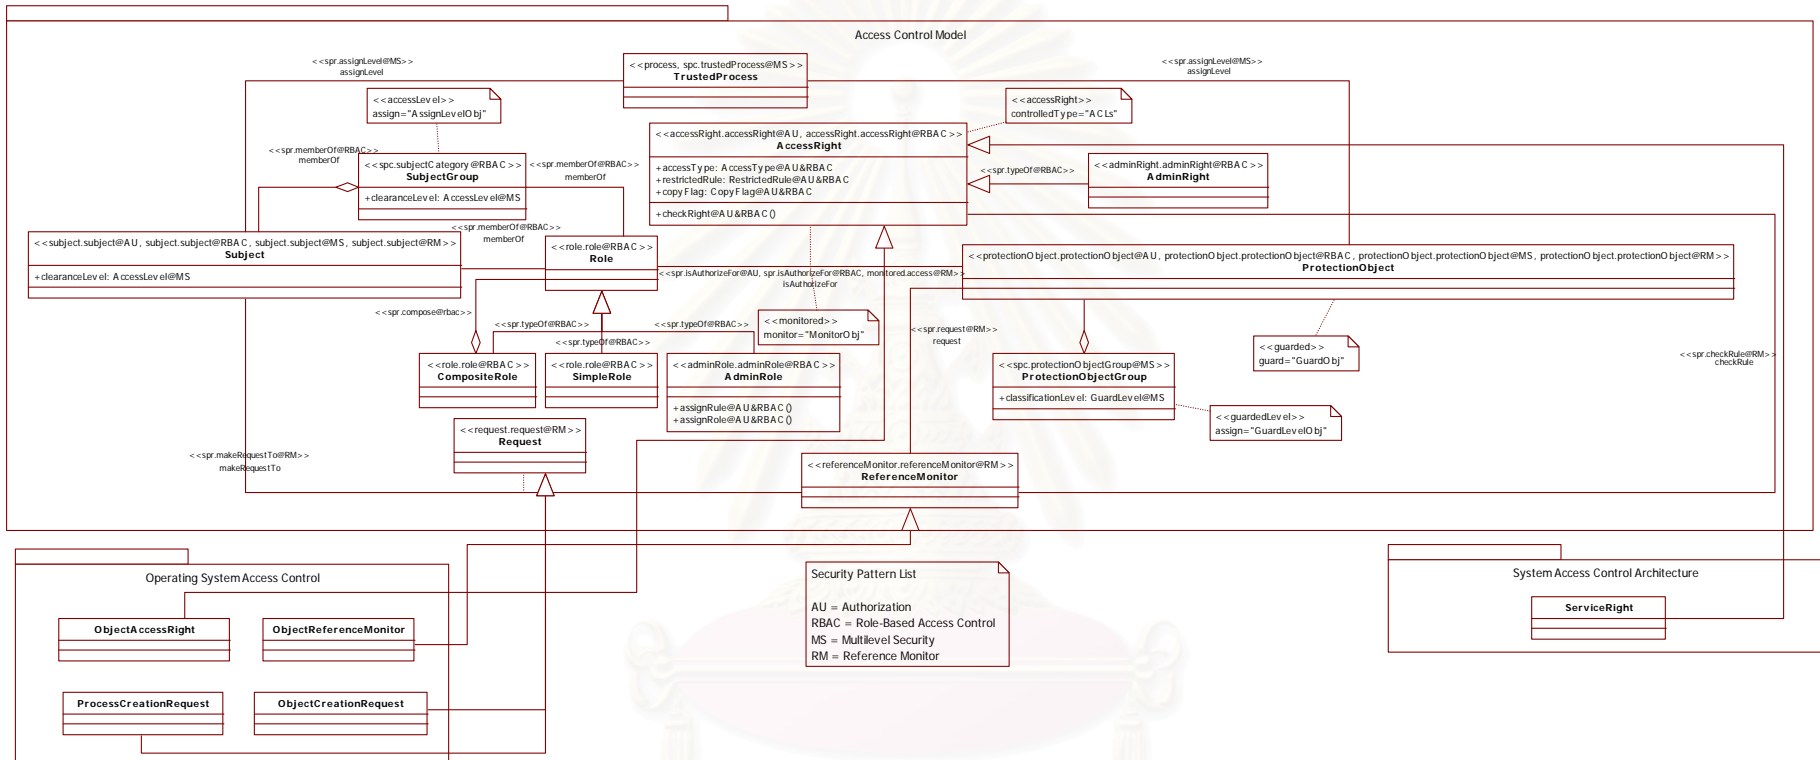 Access Control Model
<<spr.assignLevel@MS>>
assignLevel
<<process, spc.trustedProcess@MS>>
TrustedProcess
<<spr.assignLevel@MS>>
assignLevel
<<accessLevel>>
assign="AssignLevelObj"
<<accessRight>>
controlledType="ACLs"
<<accessRight.accessRight@AU, accessRight.accessRight@RBAC>>
AccessRight
+accessType: AccessType@AU&RBAC
+restrictedRule: RestrictedRule@AU&RBAC
+copyFlag: CopyFlag@AU&RBAC
+checkRight@AU&RBAC()
<<spr.memberOf@RBAC>>
memberOf
<<spc.subjectCategory@RBAC>>
SubjectGroup
+clearanceLevel: AccessLevel@MS
<<spr.memberOf@RBAC>>
memberOf
<<spr.typeOf@RBAC>>
<<adminRight.adminRight@RBAC>>
AdminRight
<<spr.memberOf@RBAC>>
memberOf
<<subject.subject@AU, subject.subject@RBAC, subject.subject@MS, subject.subject@RM>>
Subject
+clearanceLevel: AccessLevel@MS
<<role.role@RBAC>>
Role
<<spr.isAuthorizeFor@AU, spr.isAuthorizeFor@RBAC, monitored.access@RM>>
isAuthorizeFor
<<protectionObject.protectionObject@AU, protectionObject.protectionObject@RBAC, protectionObject.protectionObject@MS, protectionObject.protectionObject@RM>>
ProtectionObject
<<spr.compose@rbac>>
<<spr.typeOf@RBAC>>
<<spr.typeOf@RBAC>>
<<spr.typeOf@RBAC>>
<<monitored>>
monitor="MonitorObj"
<<spr.request@RM>>
request
<<guarded>>
guard="GuardObj"
<<spr.checkRule@RM>>
checkRule
<<role.role@RBAC>>
CompositeRole
<<role.role@RBAC>>
SimpleRole
<<adminRole.adminRole@RBAC>>
AdminRole
+assignRule@AU&RBAC()
+assignRole@AU&RBAC()
<<spc.protectionObjectGroup@MS>>
ProtectionObjectGroup
+classificationLevel: GuardLevel@MS
<<guardedLevel>>
assign="GuardLevelObj"
<<request.request@RM>>
Request
<<spr.makeRequestTo@RM>>
makeRequestTo
<<referenceMonitor.referenceMonitor@RM>>
ReferenceMonitor
Operating System Access Control
ObjectAccessRight
ObjectReferenceMonitor
ProcessCreationRequest
ObjectCreationRequest
Security Pattern List
AU = Authorization
RBAC = Role-Based Access Control
MS = Multilevel Security
RM = Reference Monitor
System Access Control Architecture
ServiceRight